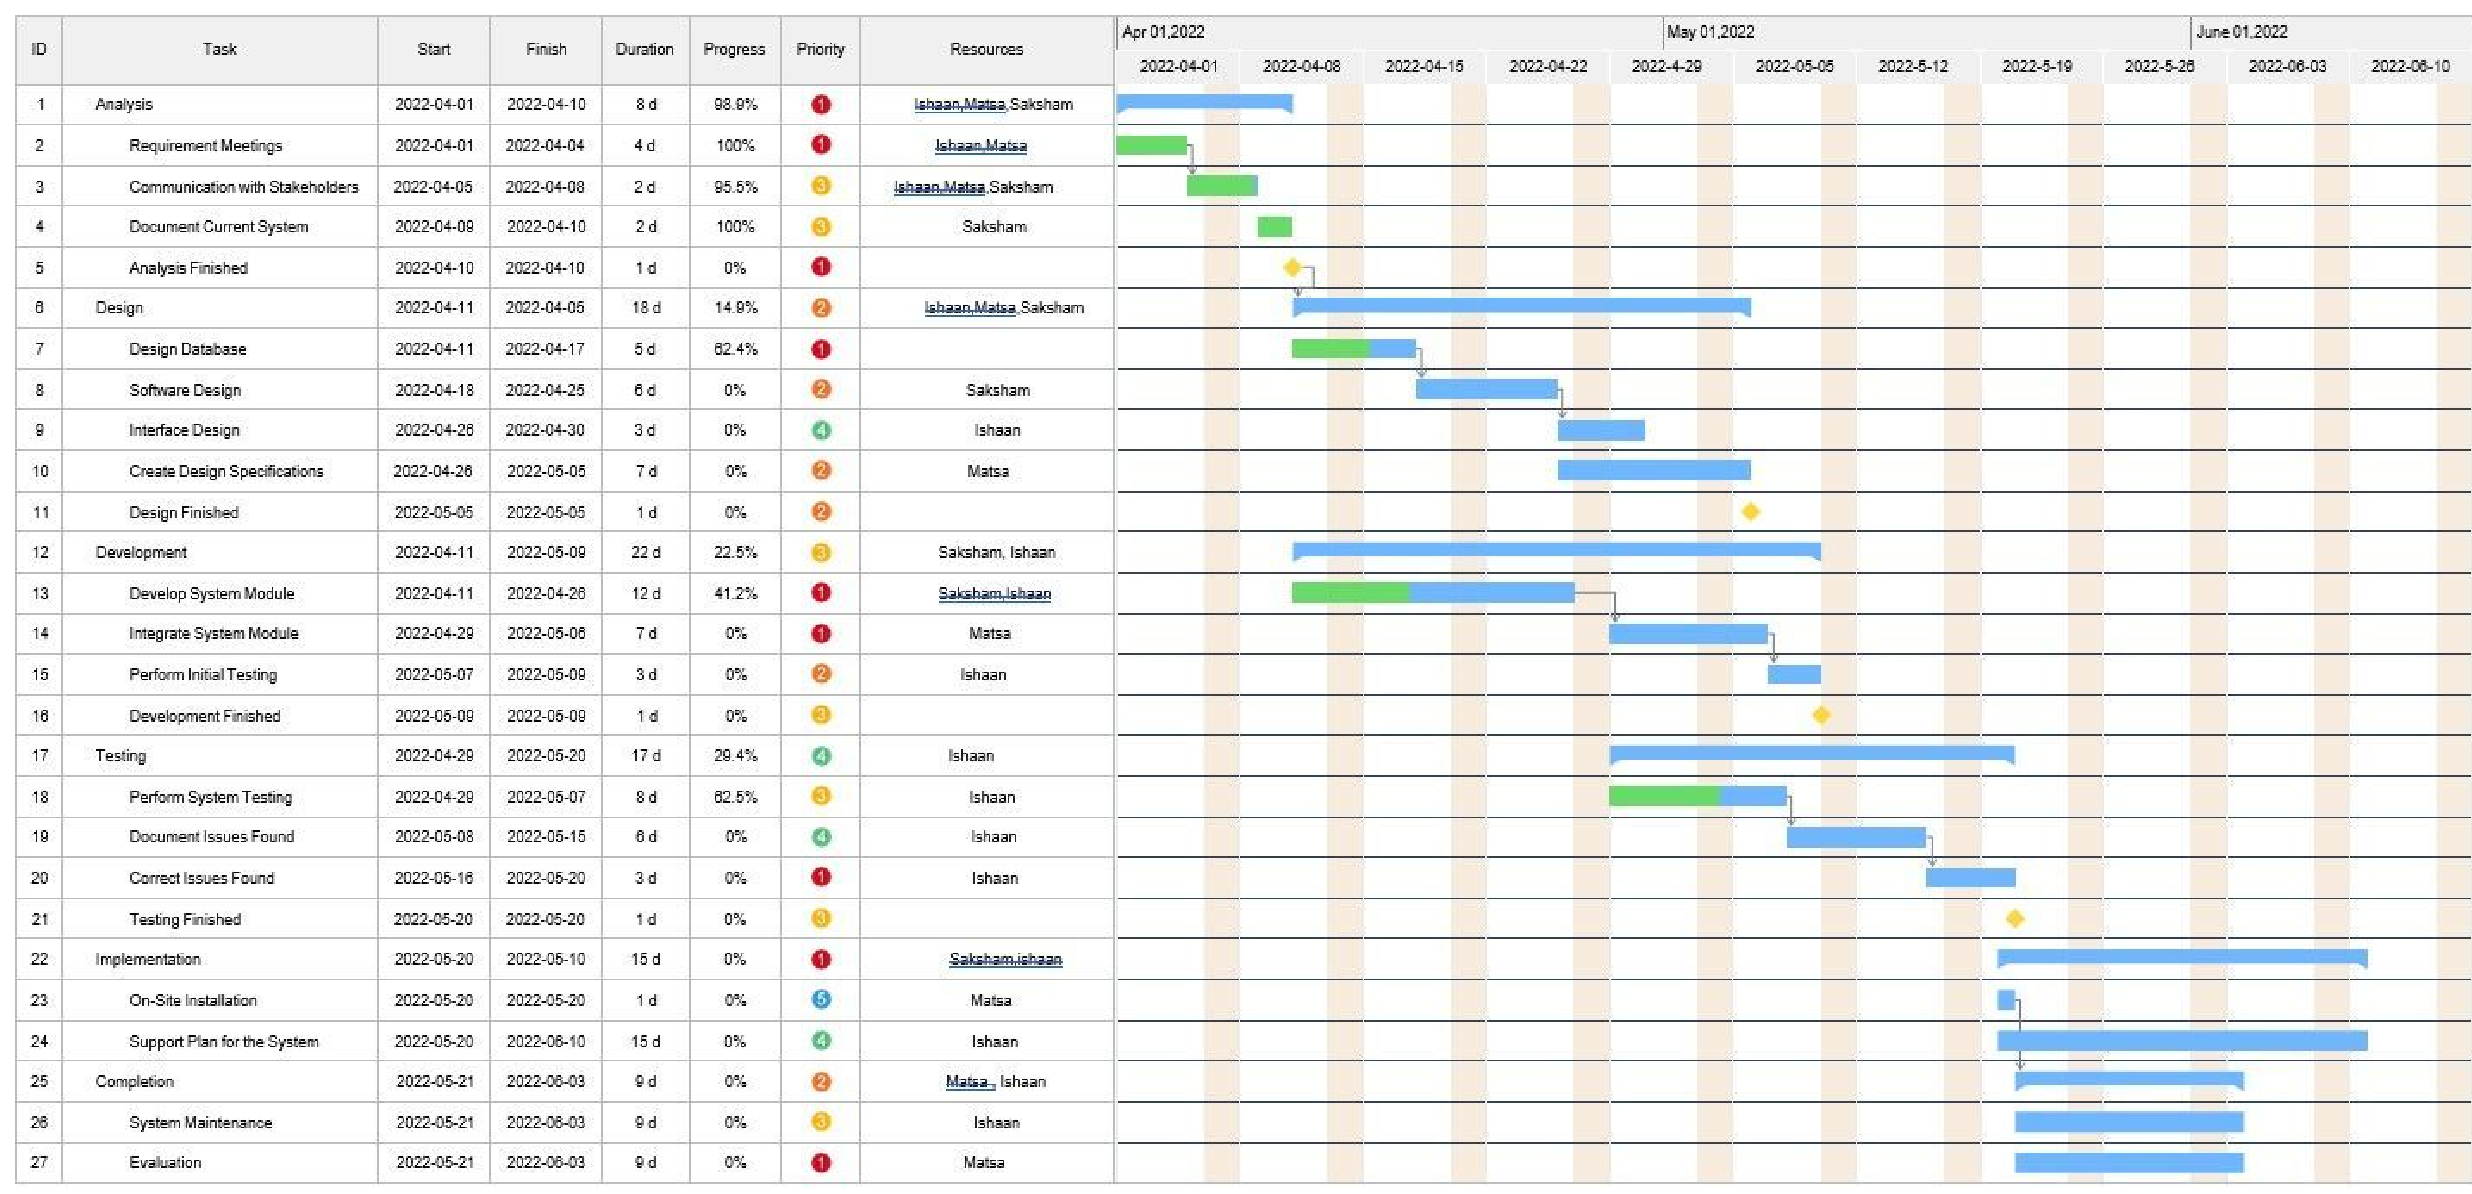 Apr 01,2022 May 01,2022 June 01,2022
ID Task Start Finish Duration Progress Priority Resources
2022-04-01 2022-04-08 2022-04-15 2022-04-22 2022-4-29 2022-05-05 2022-5-12 2022-5-19 2022-5-26 2022-06-03 2022-06-10
1 Analysis 2022-04-01 2022-04-10 8 d 98.9% 1 Ishaan,Matsa,Saksham
2 Requirement Meetings 2022-04-01 2022-04-04 4 d 100% 1 Ishaan,Matsa
3 Communication with Stakeholders 2022-04-05 2022-04-08 2 d 95.5% 3 Ishaan,Matsa,Saksham
4 Document Current System 2022-04-09 2022-04-10 2 d 100% 3 Saksham
5 Analysis Finished 2022-04-10 2022-04-10 1 d 0% 1
6 Design 2022-04-11 2022-04-05 18 d 14.9% 2 Ishaan,Matsa,Saksham
7 Design Database 2022-04-11 2022-04-17 5 d 62.4% 1
8 Software Design 2022-04-18 2022-04-25 6 d 0% 2 Saksham
9 Interface Design 2022-04-26 2022-04-30 3 d 0% 4 Ishaan
10 Create Design Specifications 2022-04-26 2022-05-05 7 d 0% 2 Matsa
11 Design Finished 2022-05-05 2022-05-05 1 d 0% 2
12 Development 2022-04-11 2022-05-09 22 d 22.5% 3 Saksham, Ishaan
13 Develop System Module 2022-04-11 2022-04-26 12 d 41.2% 1 Saksham,Ishaan
14 Integrate System Module 2022-04-29 2022-05-06 7 d 0% 1 Matsa
15 Perform Initial Testing 2022-05-07 2022-05-09 3 d 0% 2 Ishaan
16 Development Finished 2022-05-09 2022-05-09 1 d 0% 3
17 Testing 2022-04-29 2022-05-20 17 d 29.4% 4 Ishaan
18 Perform System Testing 2022-04-29 2022-05-07 8 d 62.5% 3 Ishaan
19 Document Issues Found 2022-05-08 2022-05-15 6 d 0% 4 Ishaan
20 Correct Issues Found 2022-05-16 2022-05-20 3 d 0% 1 Ishaan
21 Testing Finished 2022-05-20 2022-05-20 1 d 0% 3
22 Implementation 2022-05-20 2022-05-10 15 d 0% 1 Saksham,ishaan
23 On-Site Installation 2022-05-20 2022-05-20 1 d 0% 5 Matsa
24 Support Plan for the System 2022-05-20 2022-06-10 15 d 0% 4 Ishaan
25 Completion 2022-05-21 2022-06-03 9 d 0% 2 Matsa , Ishaan
26 System Maintenance 2022-05-21 2022-06-03 9 d 0% 3 Ishaan
27 Evaluation 2022-05-21 2022-06-03 9 d 0% 1 Matsa